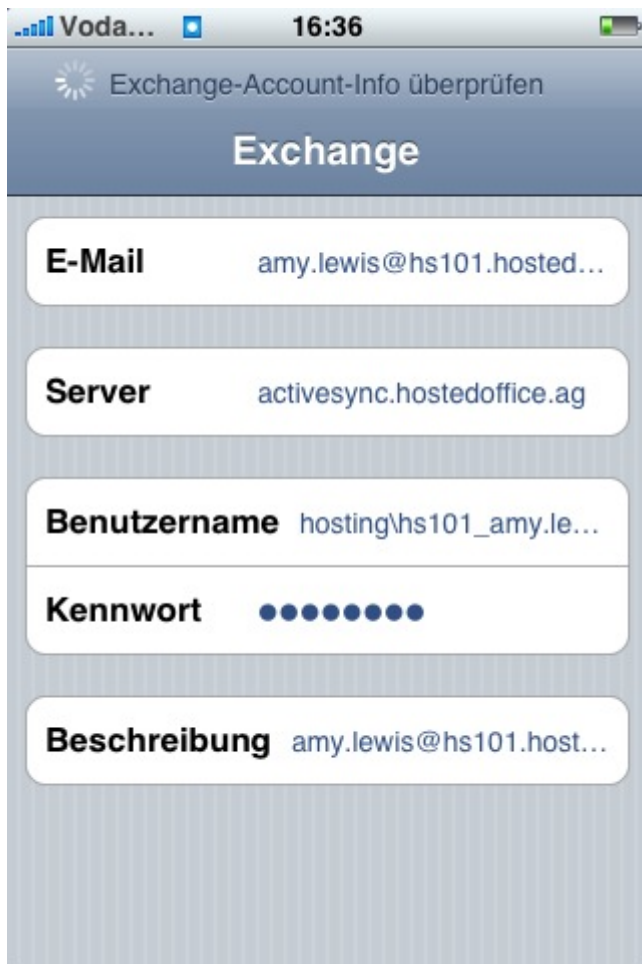 Voda... 16:36
Exchange-Account-Info überprüfen
Exchange
E-Mail amy.lewis@hs101.hosted...
Server activesync.hostedoffice.ag
Benutzername hosting\hs101_amy.le...
Kennwort ●●●●●●●●
Beschreibung amy.lewis@hs101.host...